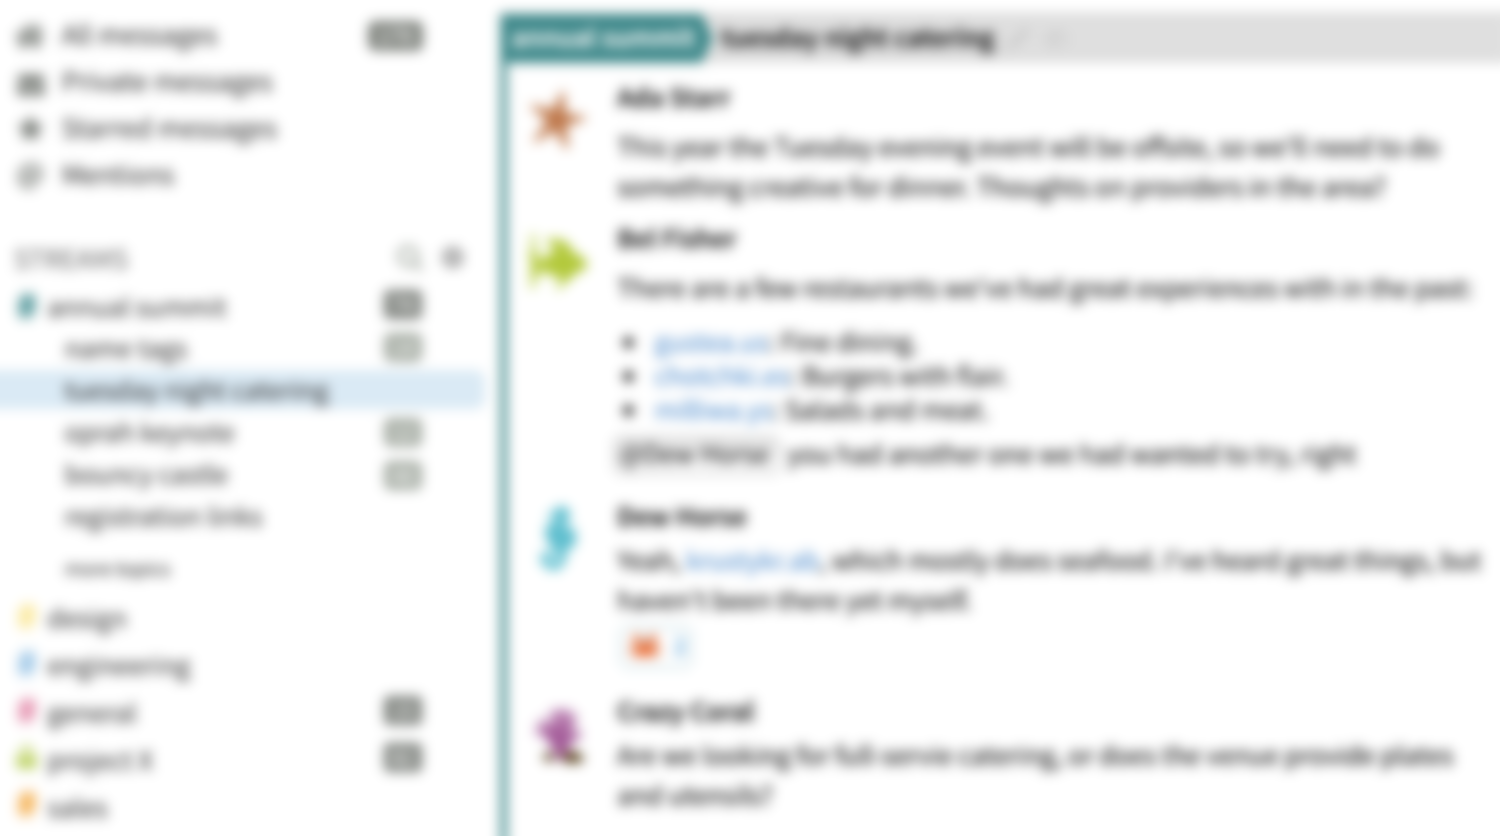 All messages
Private messages
Starred messages
Mentions
STREAMS
annual summit
name tags
tuesday night catering
oprah keynote
bouncy castle
registration links
more topics
design
engineering
general
project X
sales
annual summit tuesday night catering
Ada Starr
This year the Tuesday evening event will be offsite, so we'll need to do
something creative for dinner. Thoughts on providers in the area?
Bel Fisher
There are a few restaurants we've had great experiences with in the past:
: Fine dining.
: Burgers with flair.
: Salads and meat.
@Dew Horse you had another one we had wanted to try, right
Dew Horse
Yeah, , which mostly does seafood. I've heard great things, but
haven't been there yet myself.
Crazy Coral
Are we looking for full-servie catering, or does the venue provide plates
and utensils?